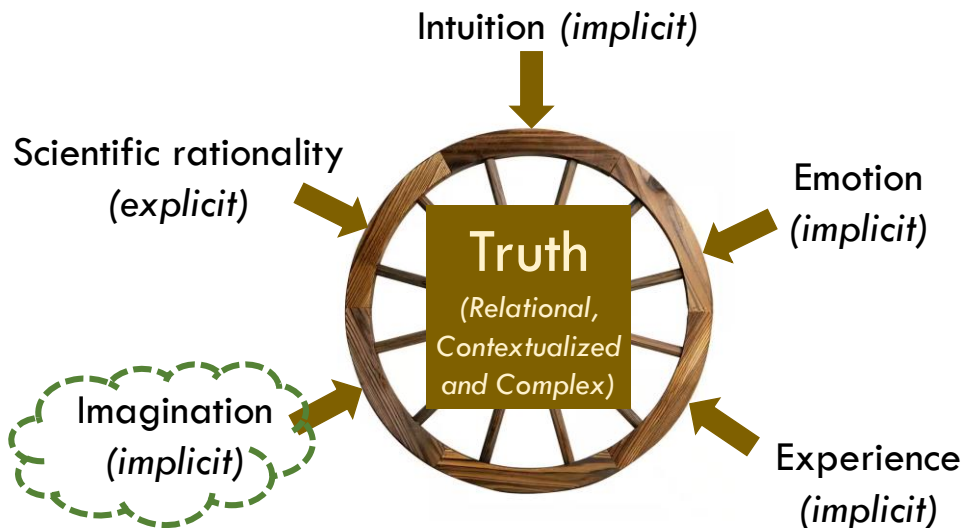 Intuition (implicit)
Scientific rationality
(explicit)
Emotion
(implicit)
Truth
(Relational,
Contextualized
and Complex)
Imagination
(implicit)
Experience
(implicit)